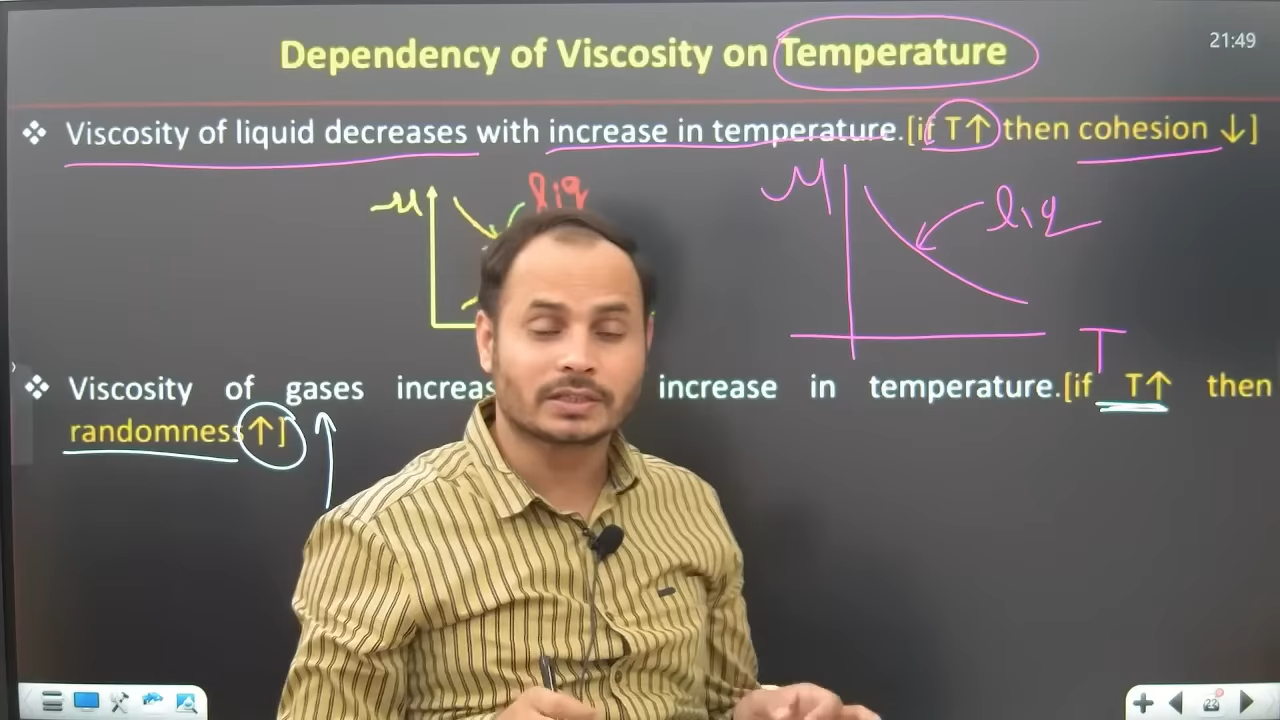 Dependency of Viscosity on Temperature
21:49
❖ Viscosity of liquid decreases with increase in temperature.[if T↑ then cohesion ↓]
μ liq
μ liq
T
❖ Viscosity of gases increas increase in temperature.[if T↑ then
randomness↑]
22